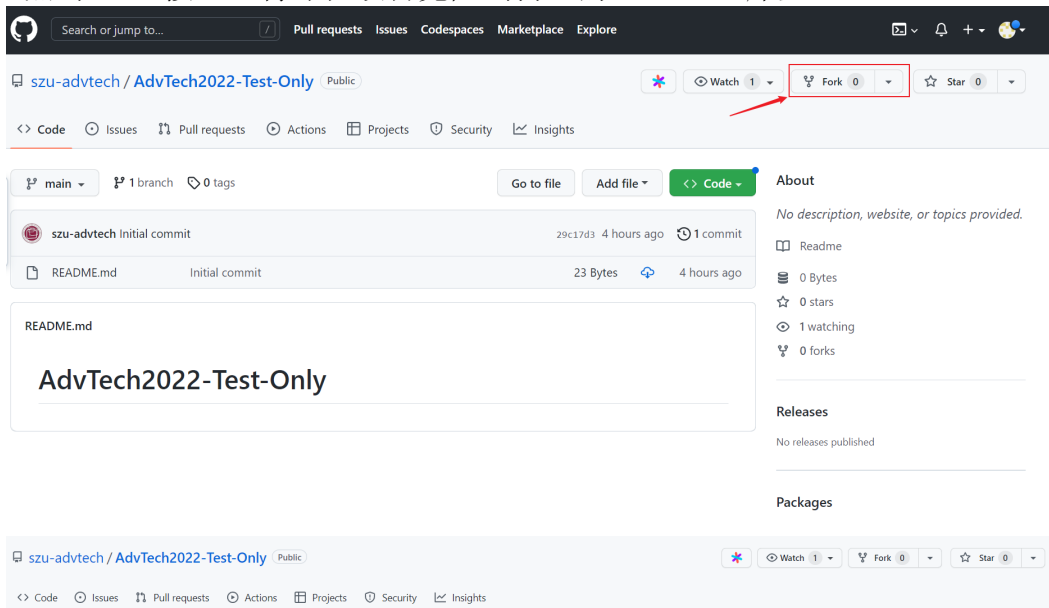 Search or jump to... / Pull requests Issues Codespaces Marketplace Explore
szu-advtech / AdvTech2022-Test-Only Public Watch 1 Fork 0 Star 0
Code Issues Pull requests Actions Projects Security Insights
main 1 branch 0 tags Go to file Add file Code
About
No description, website, or topics provided.
szu-advtech Initial commit 29c17d3 4 hours ago 1 commit
Readme
README.md Initial commit 23 Bytes 4 hours ago
0 Bytes
0 stars
1 watching
0 forks
README.md
AdvTech2022-Test-Only
Releases
No releases published
Packages
szu-advtech / AdvTech2022-Test-Only Public Watch 1 Fork 0 Star 0
Code Issues Pull requests Actions Projects Security Insights